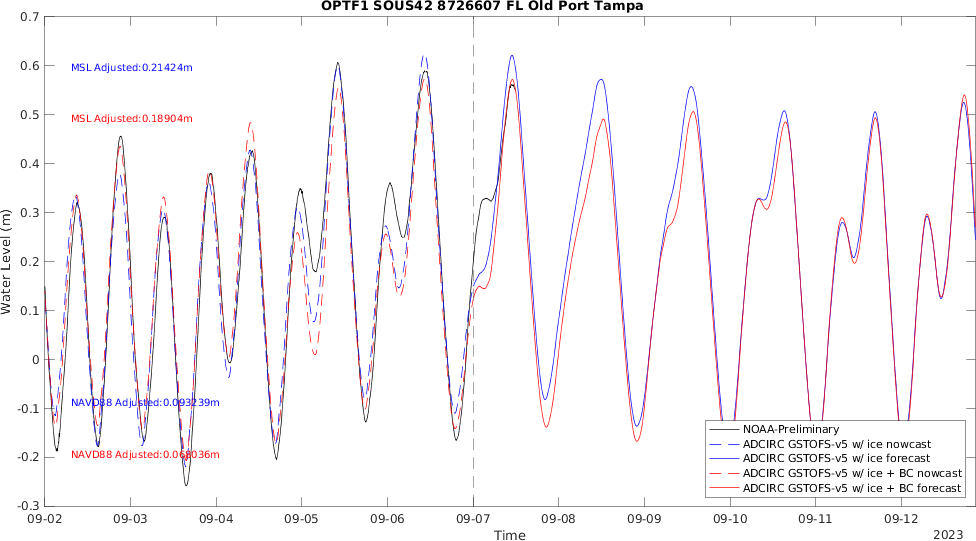 OPTF1 SOUS42 8726607 FL Old Port Tampa
0.7
0.6
0.5
0.4
0.3
0.2
0.1
0
-0.1
-0.2
-0.3
Water Level (m)
MSL Adjusted:0.21424m
MSL Adjusted:0.18904m
NAVD88 Adjusted:0.093239m
NAVD88 Adjusted:0.068036m
NOAA-Preliminary
ADCIRC GSTOFS-v5 w/ ice nowcast
ADCIRC GSTOFS-v5 w/ ice forecast
ADCIRC GSTOFS-v5 w/ ice + BC nowcast
ADCIRC GSTOFS-v5 w/ ice + BC forecast
09-02 09-03 09-04 09-05 09-06 09-07 09-08 09-09 09-10 09-11 09-12
Time
2023